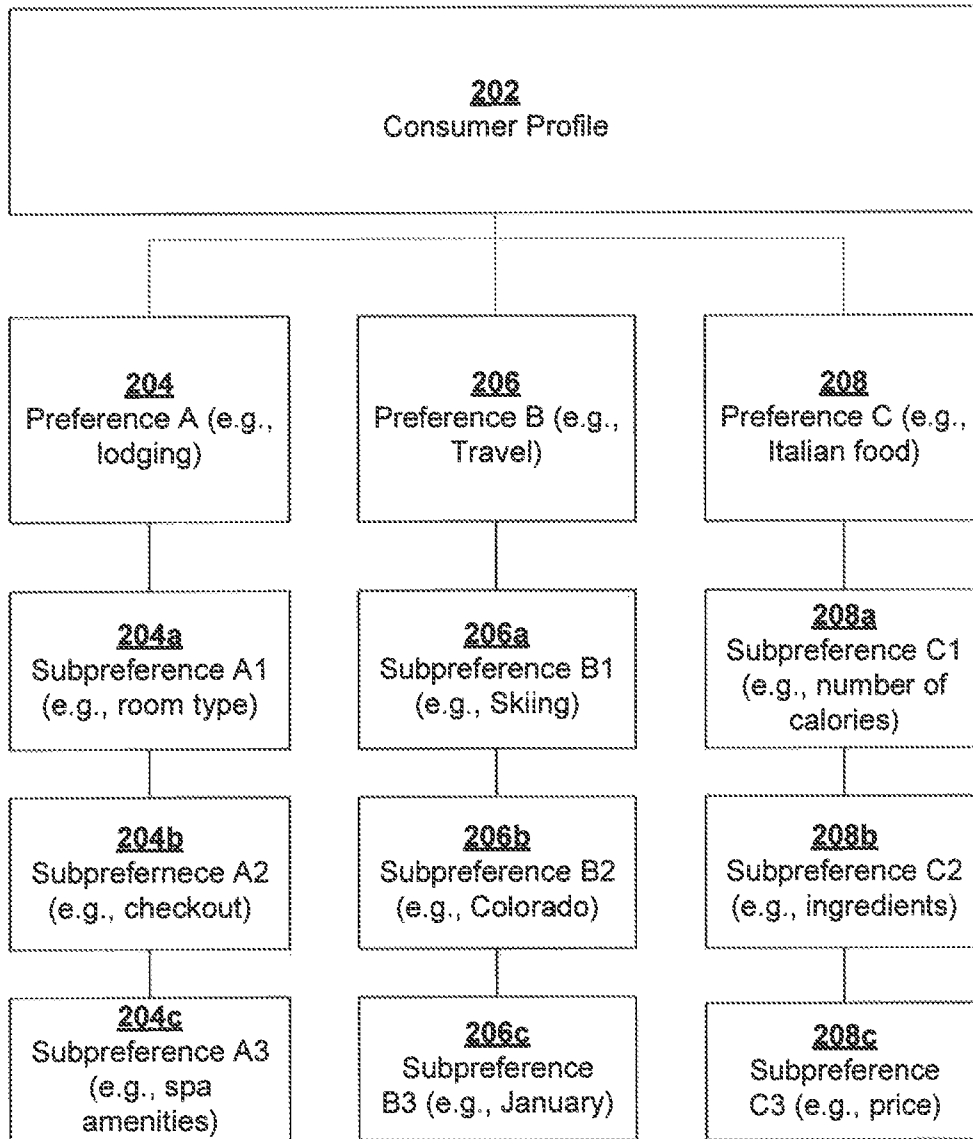 202
Consumer Profile
204
Preference A (e.g.,
lodging)
206
Preference B (e.g.,
Travel)
208
Preference C (e.g.,
Italian food)
204a
Subpreference A1
(e.g., room type)
206a
Subpreference B1
(e.g., Skiing)
208a
Subpreference C1
(e.g., number of
calories)
204b
Subprefernece A2
(e.g., checkout)
206b
Subpreference B2
(e.g., Colorado)
208b
Subpreference C2
(e.g., ingredients)
204c
Subpreference A3
(e.g., spa
amenities)
206c
Subpreference
B3 (e.g., January)
208c
Subpreference
C3 (e.g., price)